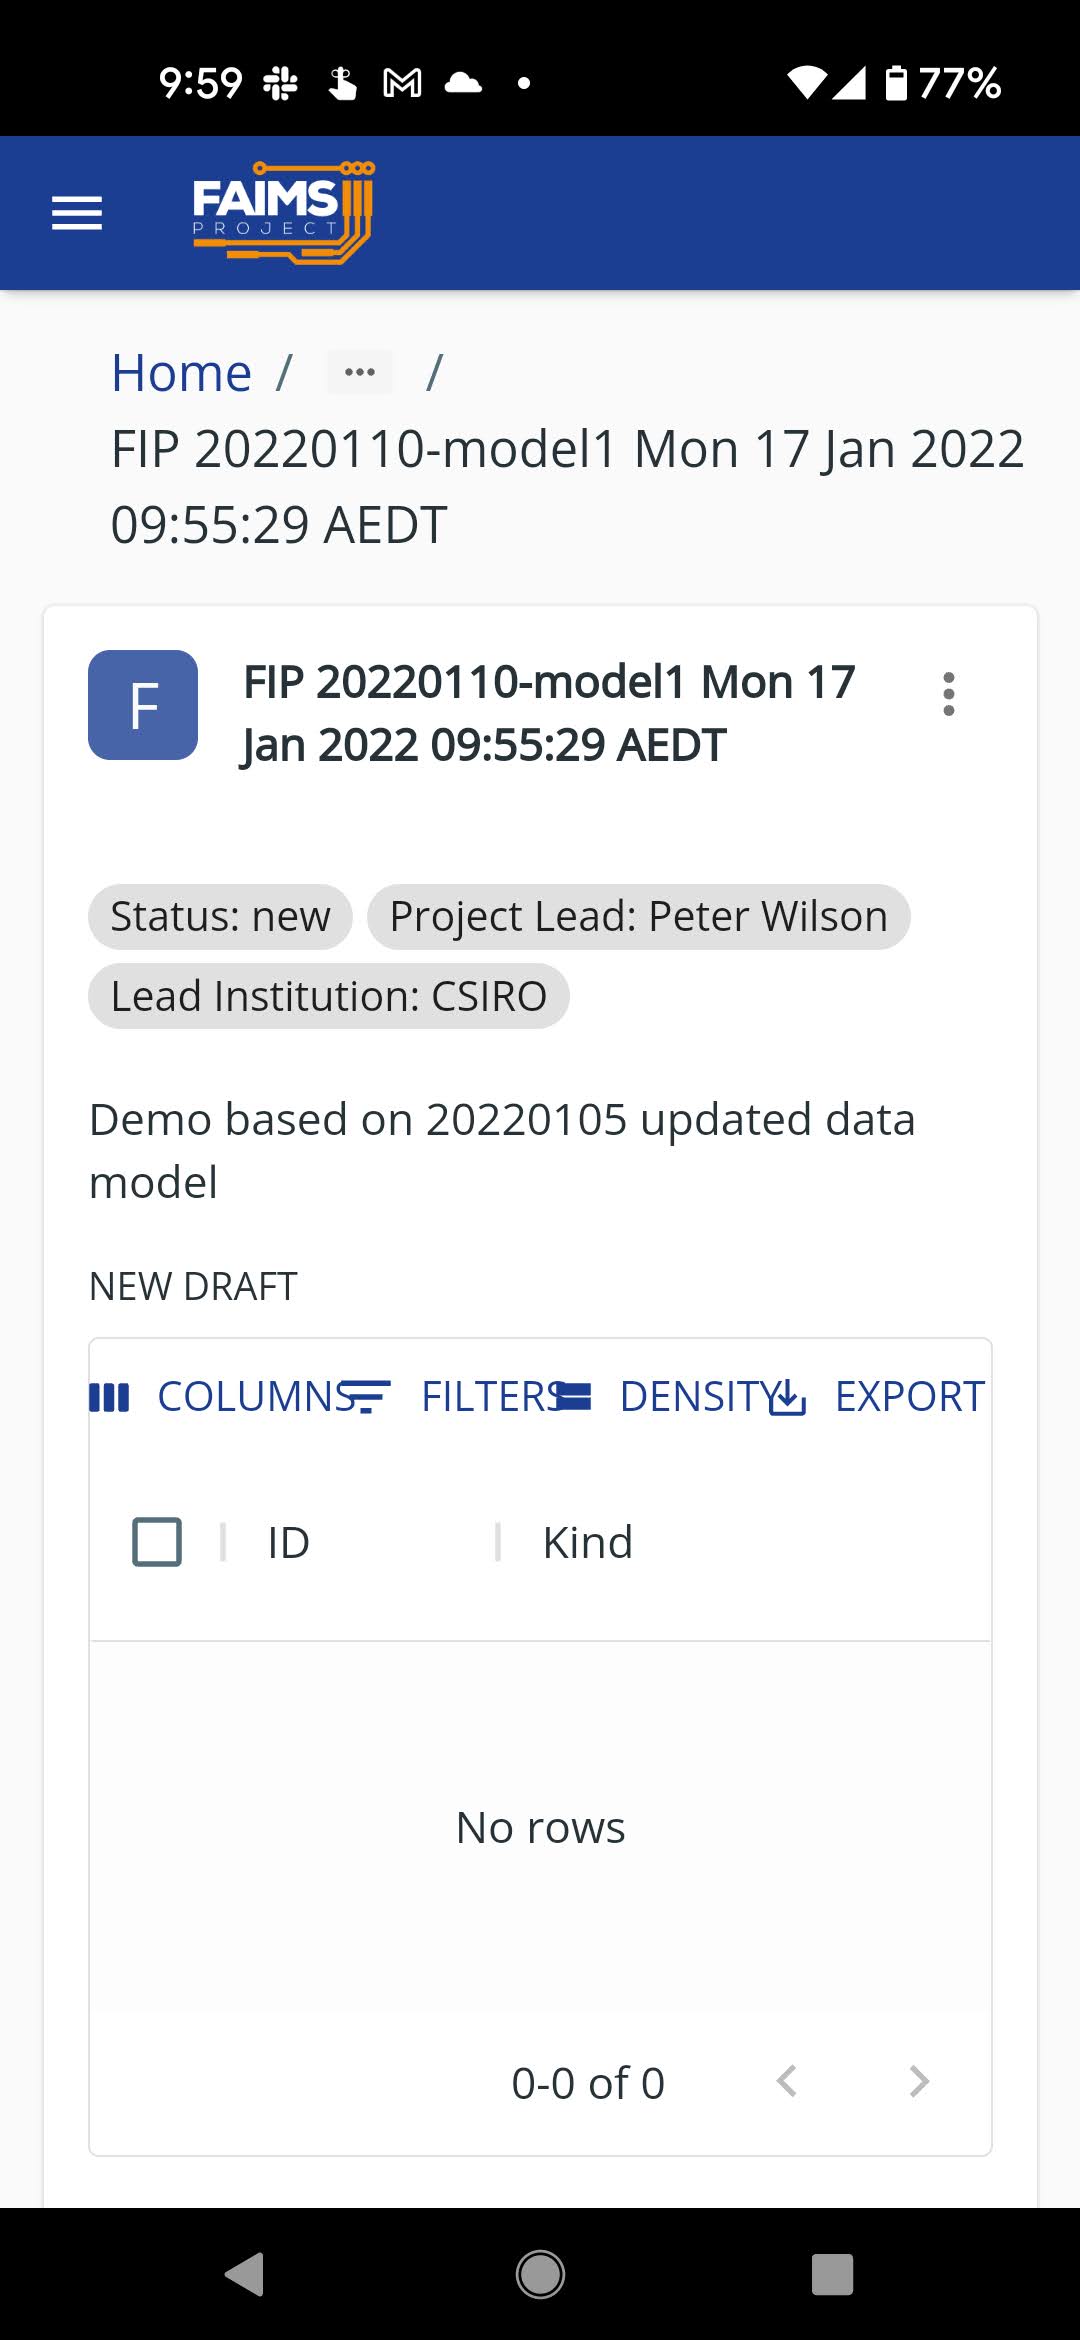 9:59
77%
FAIMS
PROJECT
Home / ... /
FIP 20220110-model1 Mon 17 Jan 2022
09:55:29 AEDT
F
FIP 20220110-model1 Mon 17
Jan 2022 09:55:29 AEDT
Status: new
Project Lead: Peter Wilson
Lead Institution: CSIRO
Demo based on 20220105 updated data
model
NEW DRAFT
COLUMNS FILTERS DENSITY EXPORT
ID Kind
No rows
0-0 of 0